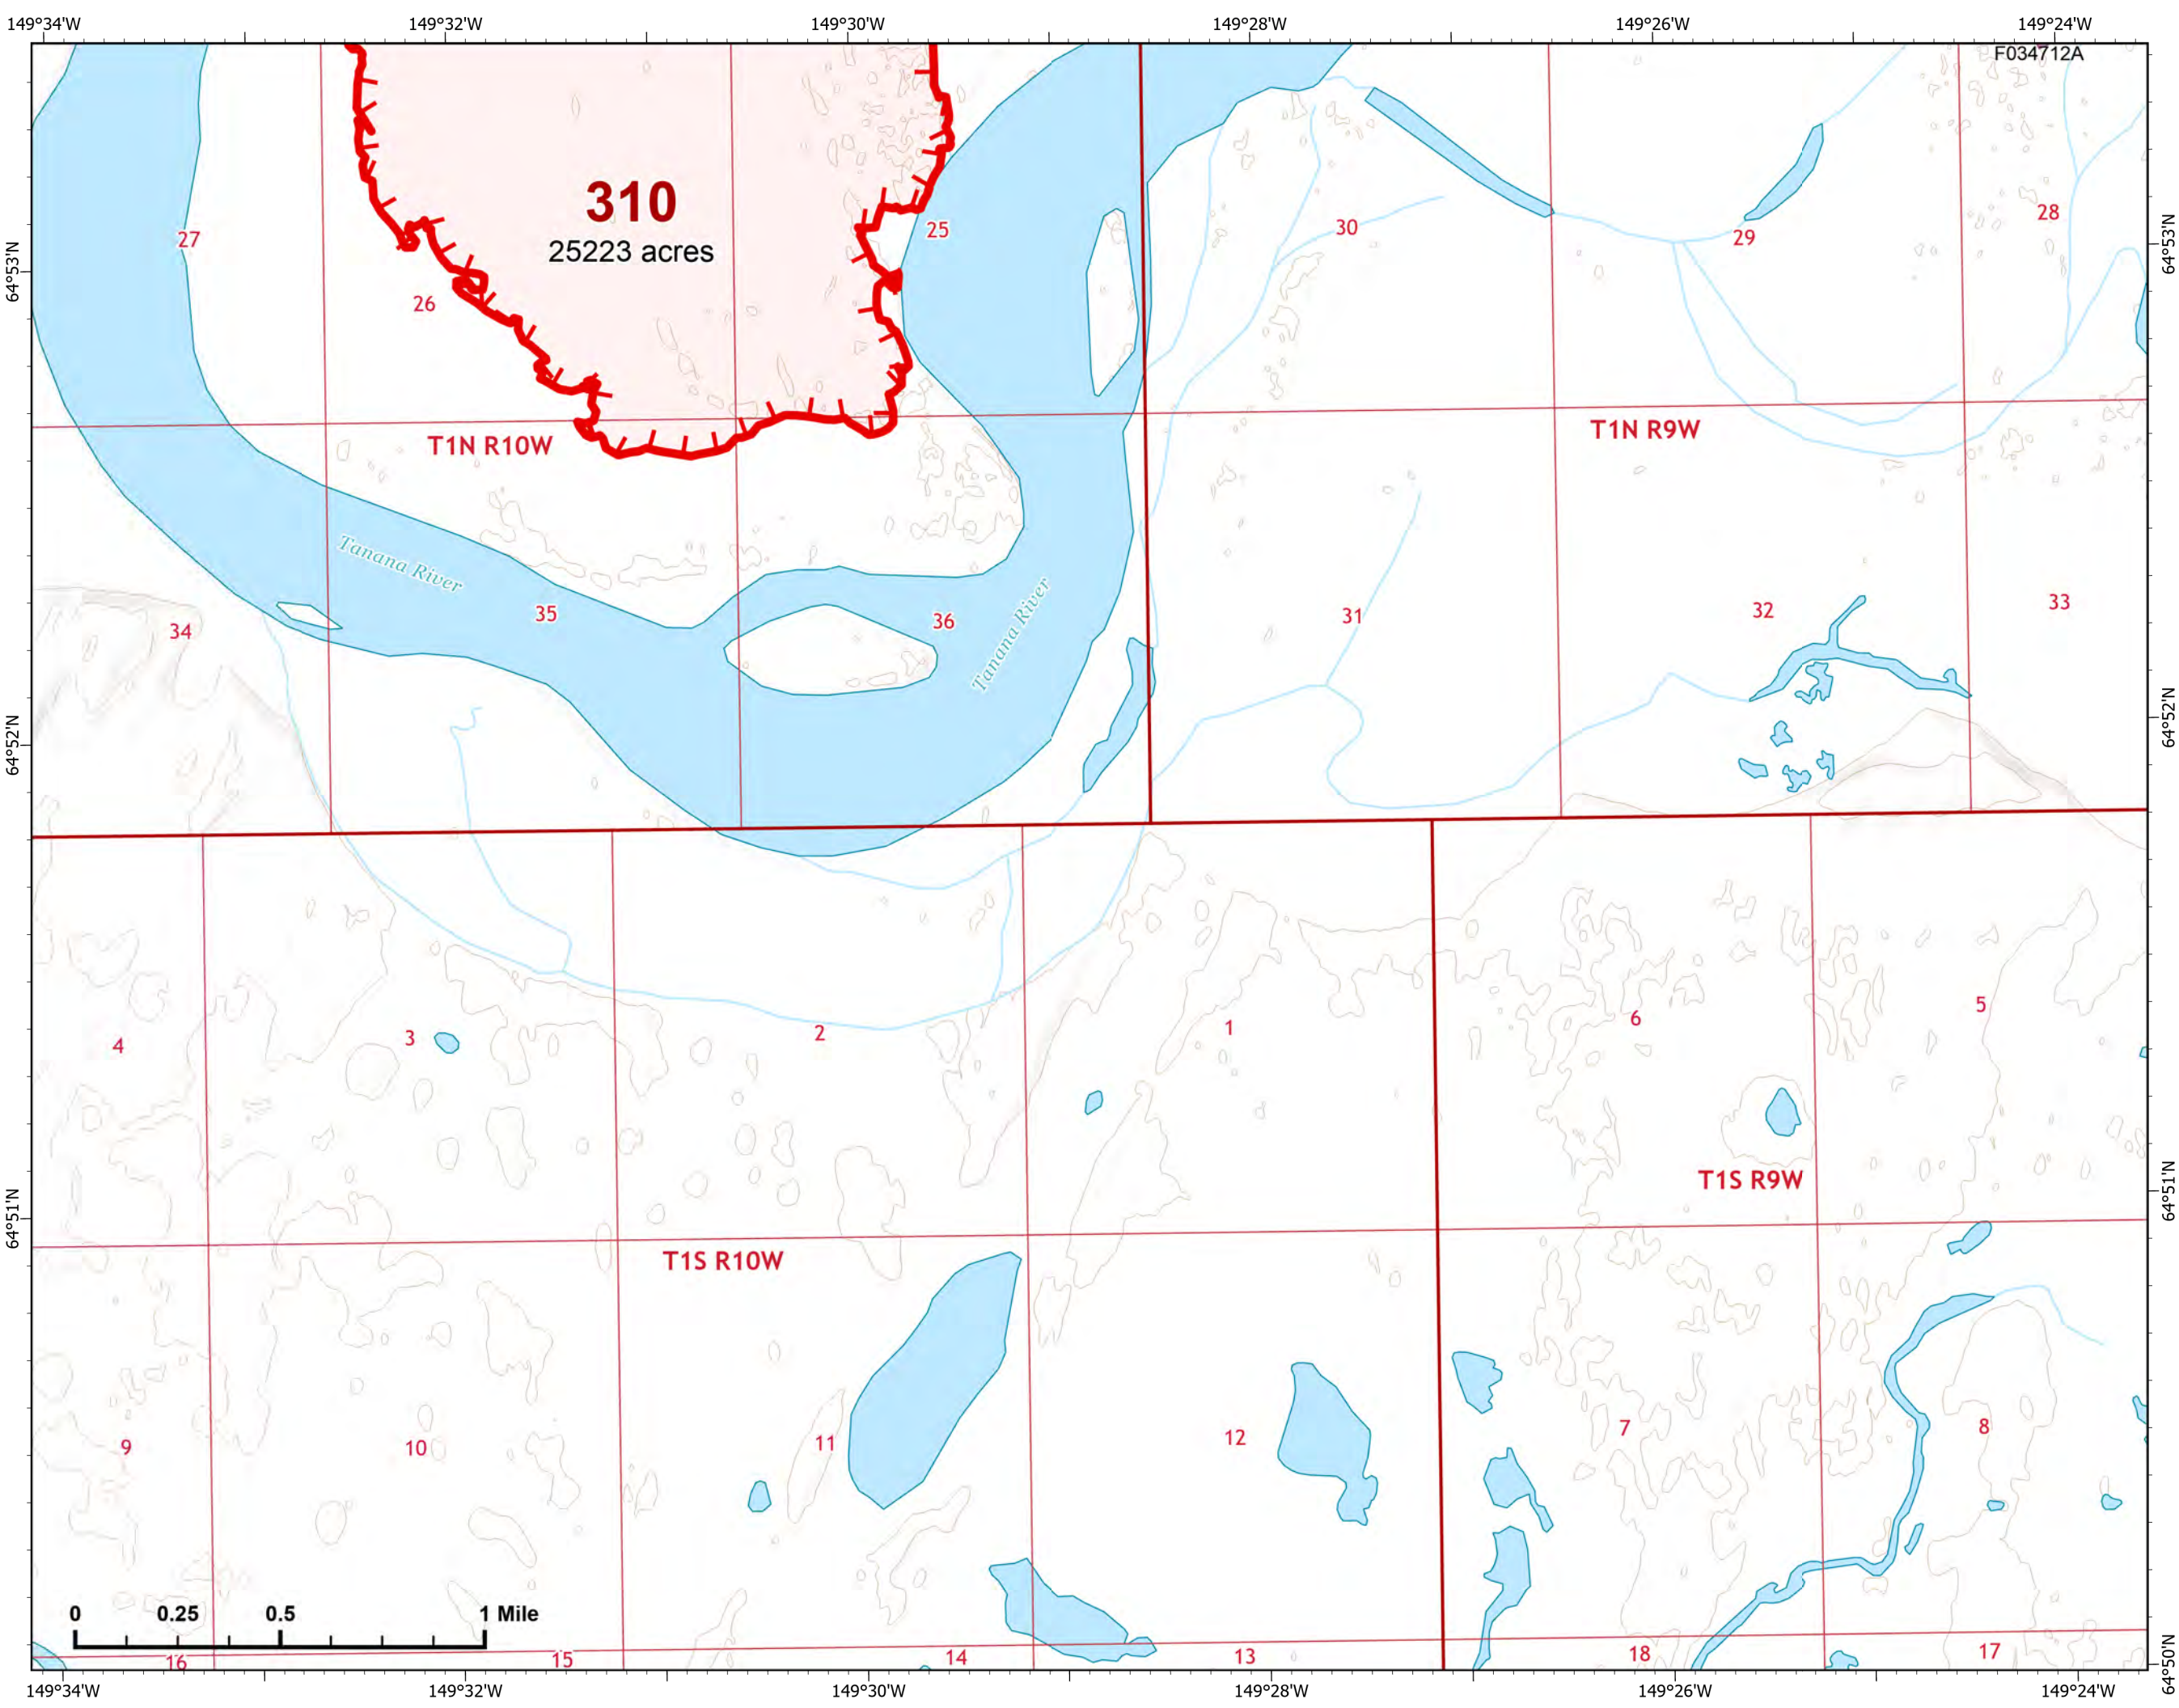 149°34'W 149°32'W 149°30'W 149°28'W 149°26'W 149°24'W
F034712A
310
25223 acres
27
25
30
29
28
64°53'N
64°53'N
26
T1N R10W
T1N R9W
Tanana River
34
35
36
Tanana River
31
32
33
64°52'N
64°52'N
4
3
2
1
6
5
T1S R9W
64°51'N
64°51'N
T1S R10W
9
10
11
12
7
8
0 0.25 0.5 1 Mile
16
15
14
13
18
17
64°50'N
149°34'W 149°32'W 149°30'W 149°28'W 149°26'W 149°24'W